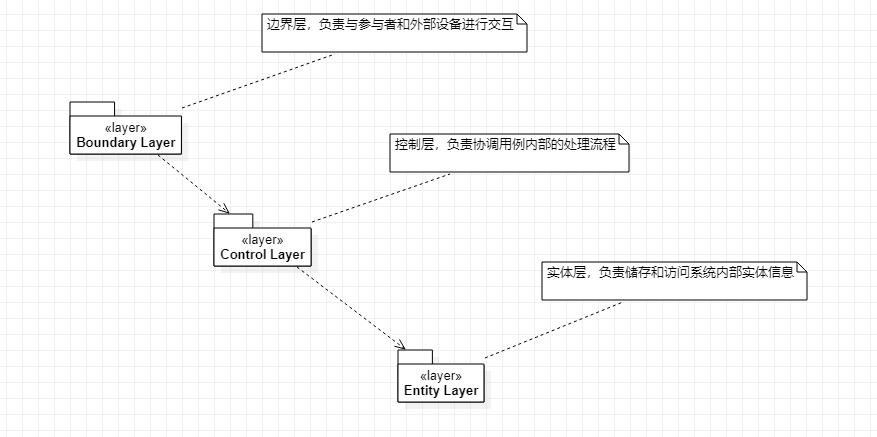 边界层，负责与参与者和外部设备进行交互
«layer»
Boundary Layer
控制层，负责协调用例内部的处理流程
«layer»
Control Layer
实体层，负责储存和访问系统内部实体信息
«layer»
Entity Layer